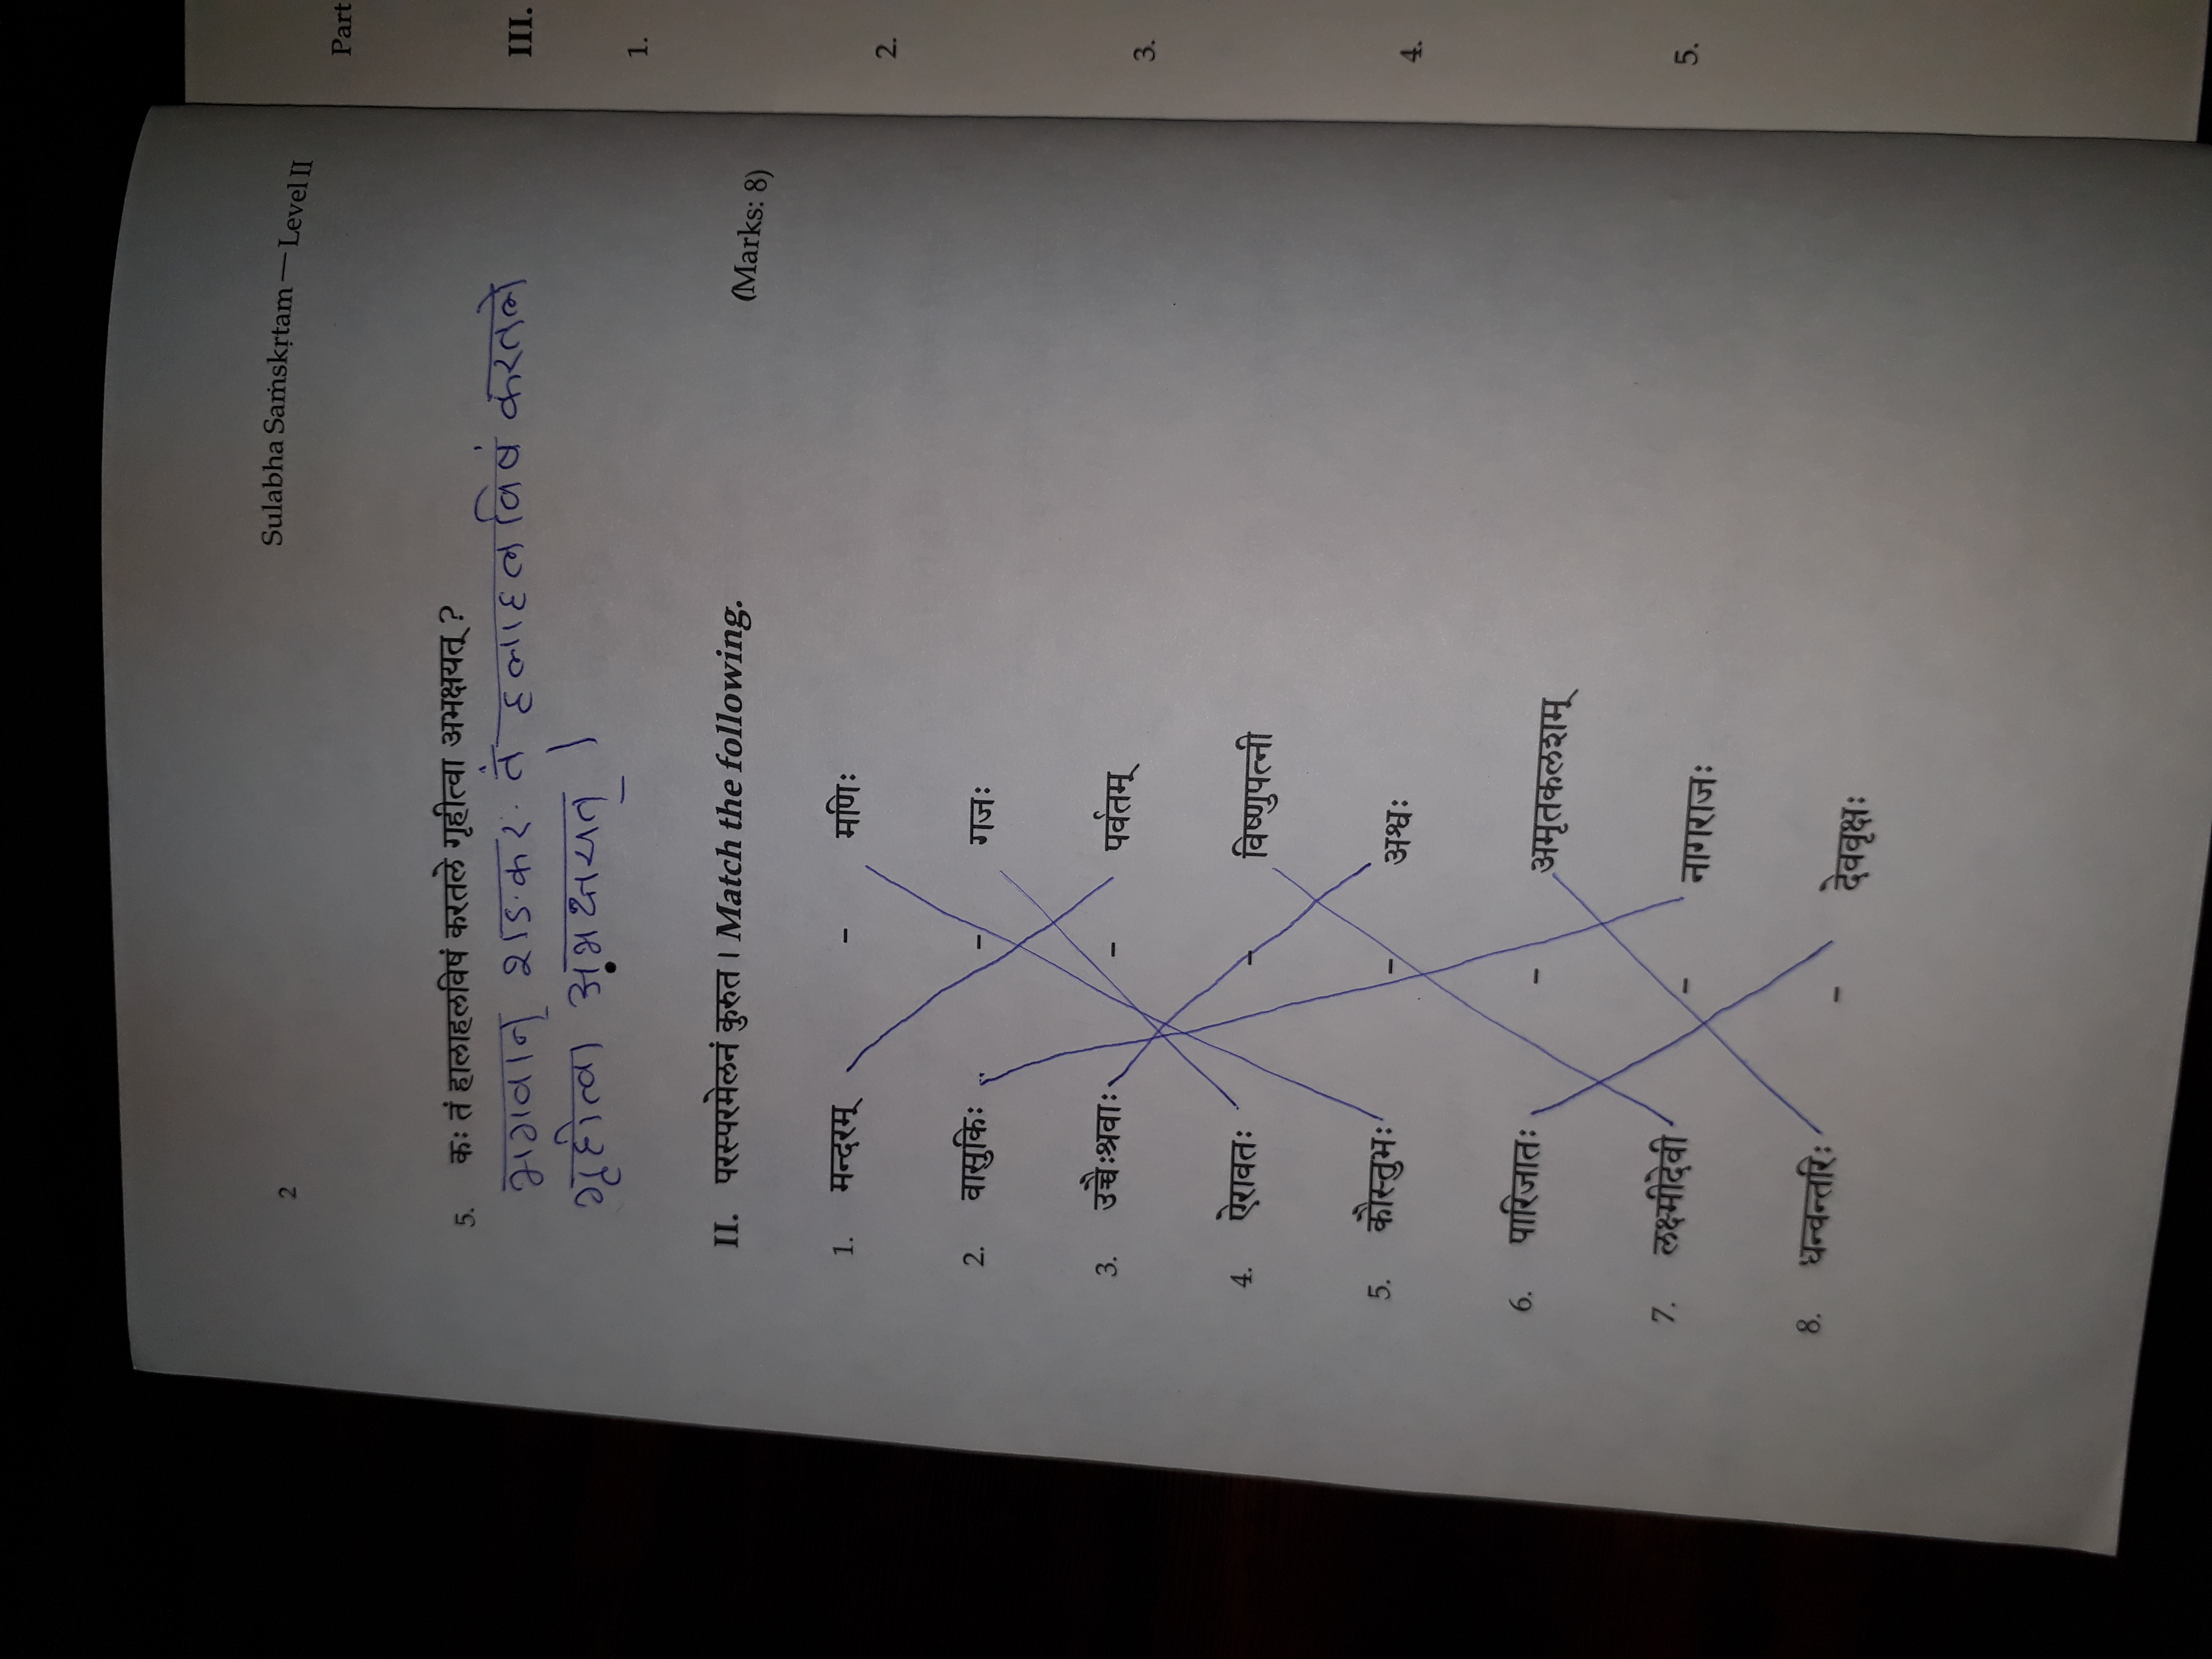 2
Sulabha Saṁskṛtam — Level II
5. कः तं हालाहलविषं करतले गृहीत्वा अभक्षयत् ?
भगवान् शङ्करः तं हलाहलविषं करतले
गृहीत्वा अभक्षयत् ।
II. परस्परमेलनं कुरुत । Match the following. (Marks: 8)
1. मन्दरम् - मणिः
2. वासुकिः - गजः
3. उच्चैःश्रवाः - पर्वतम्
4. ऐरावतः - विष्णुपत्नी
5. कौस्तुभः - अश्वः
6. पारिजातः - अमृतकलशम्
7. लक्ष्मीदेवी - नागराजः
8. धन्वन्तरिः - देववृक्षः
Part
III.
1.
2.
3.
4.
5.